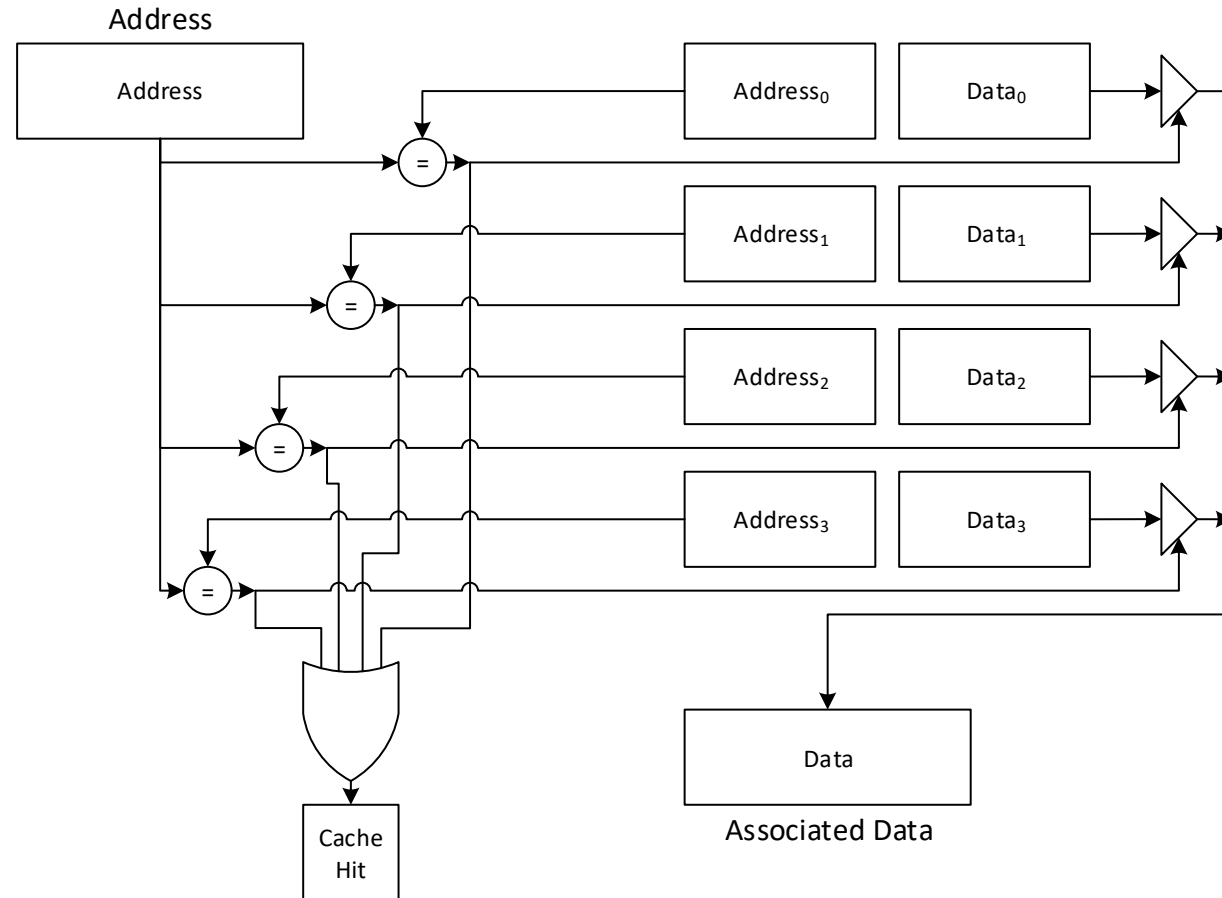 Address
Address
Address₀
Data₀
=
Address₁
Data₁
=
Address₂
Data₂
=
Address₃
Data₃
=
Data
Associated Data
Cache
Hit